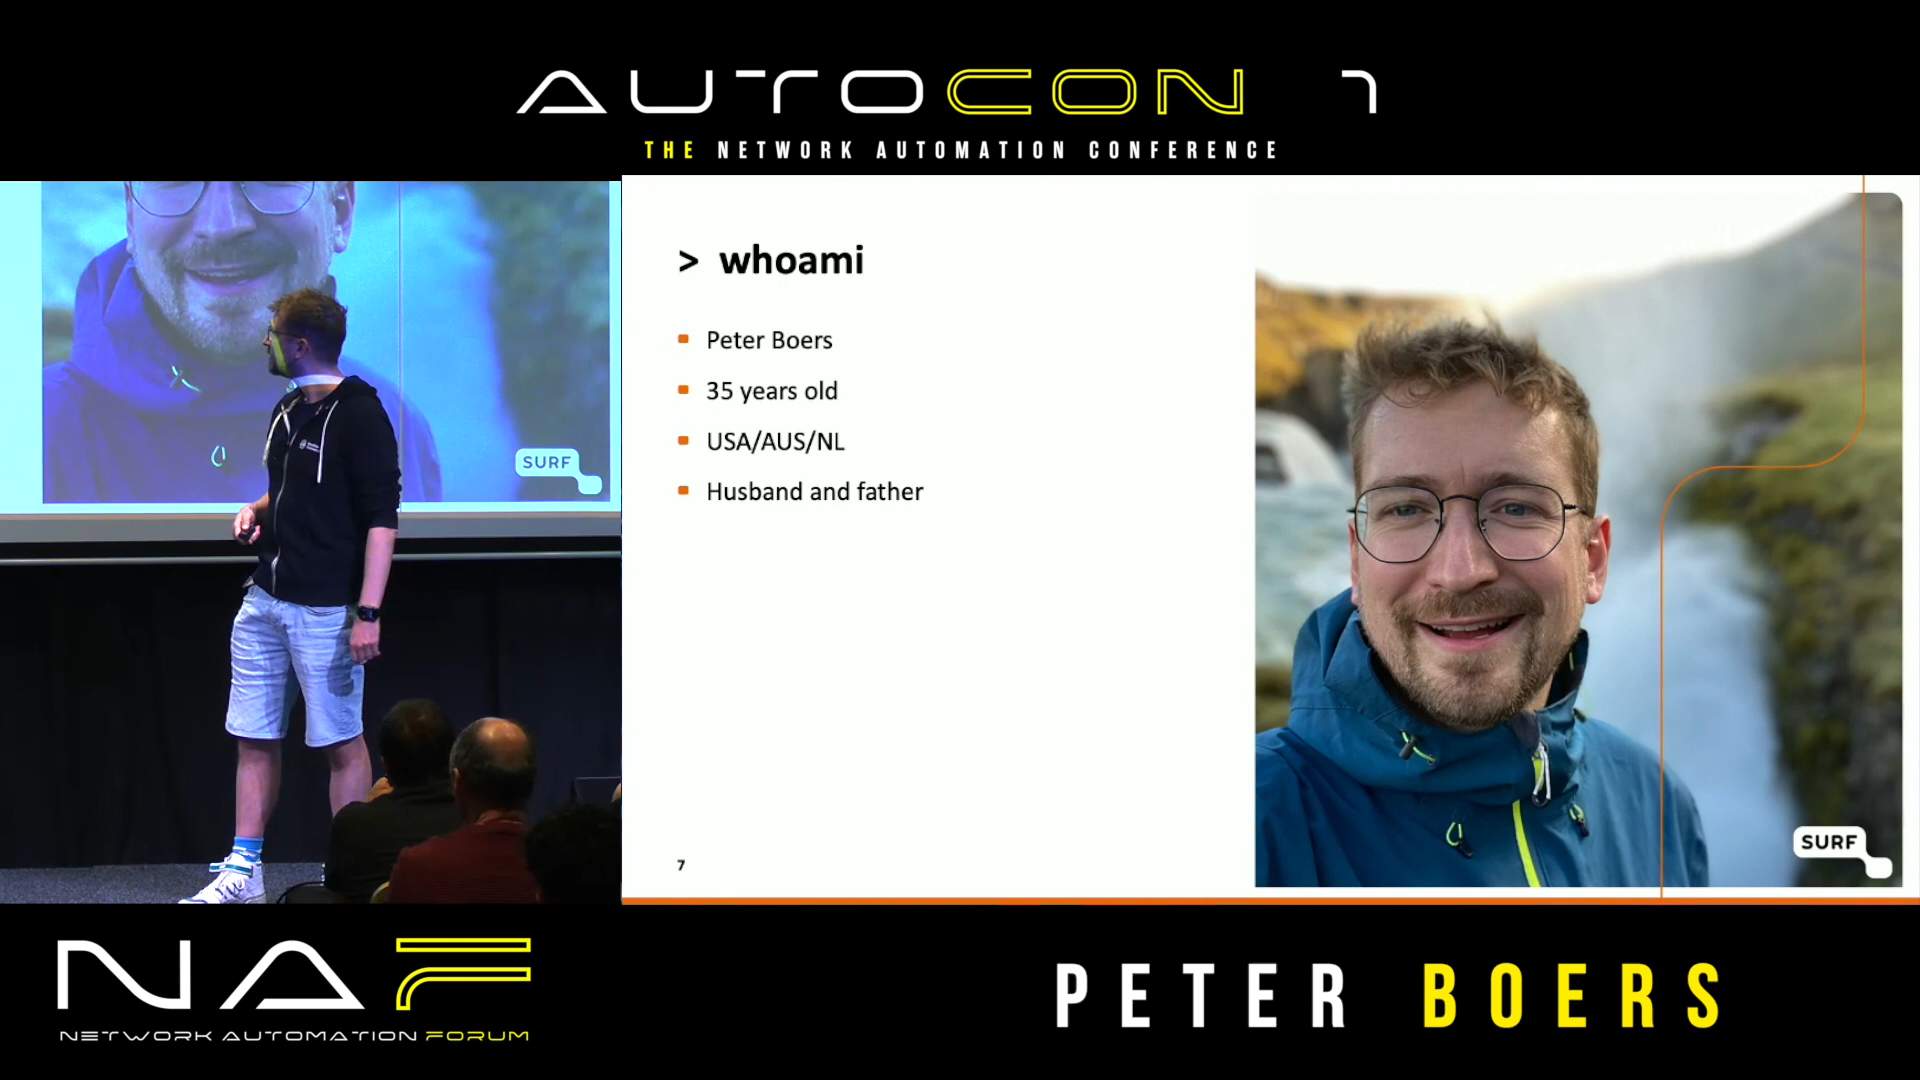 AUTOCON 1
THE NETWORK AUTOMATION CONFERENCE
SURF
> whoami
Peter Boers
35 years old
USA/AUS/NL
Husband and father
7
SURF
NAF
NETWORK AUTOMATION FORUM
PETER BOERS